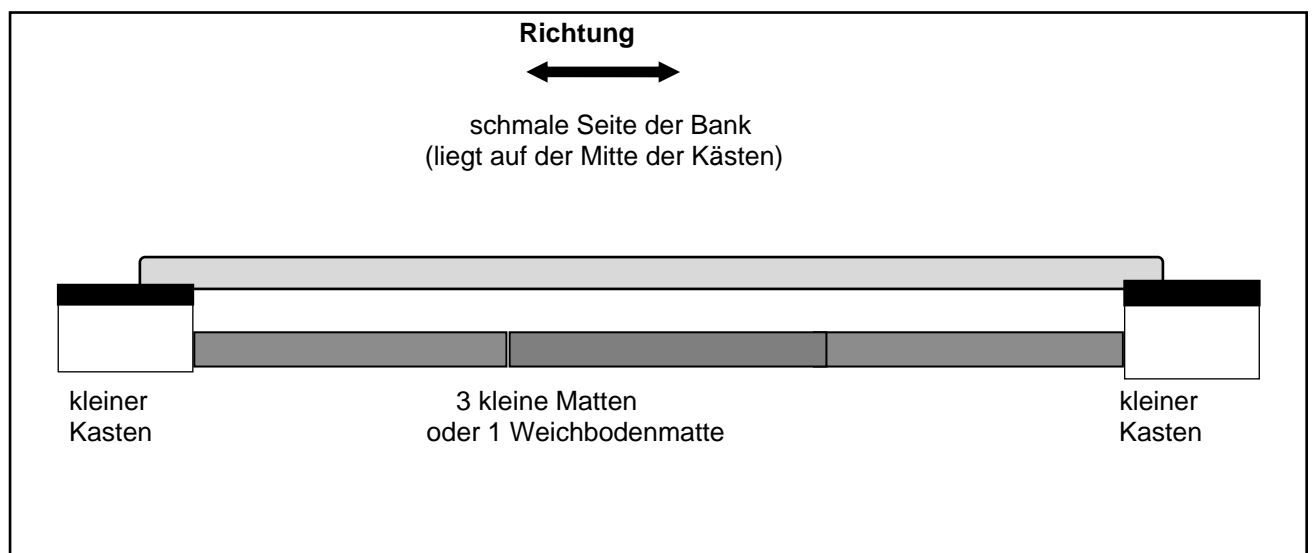 Richtung
schmale Seite der Bank
(liegt auf der Mitte der Kästen)
kleiner
Kasten
3 kleine Matten
oder 1 Weichbodenmatte
kleiner
Kasten